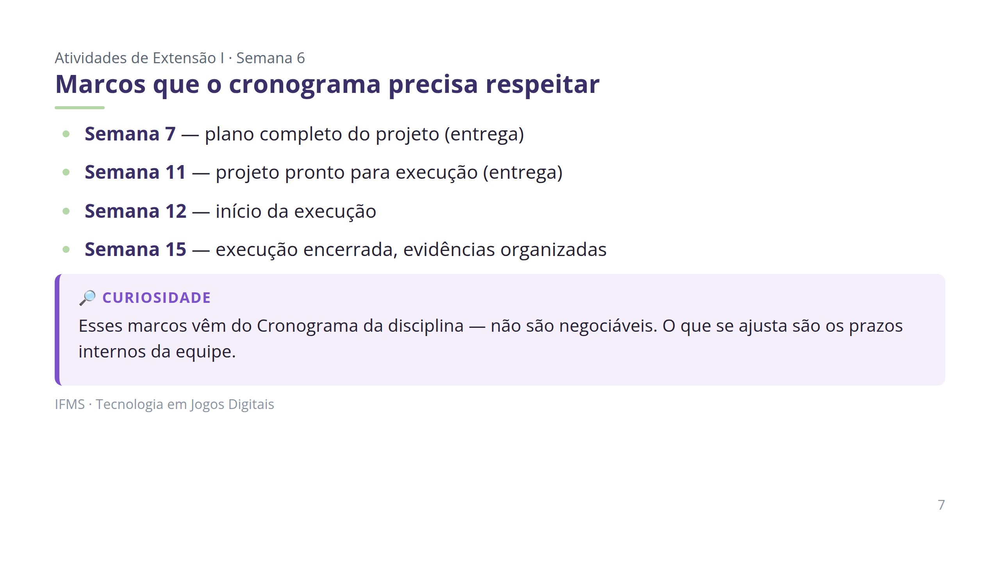 Atividades de Extensão I · Semana 6
Marcos que o cronograma precisa respeitar
Semana 7 — plano completo do projeto (entrega)
Semana 11 — projeto pronto para execução (entrega)
Semana 12 — início da execução
Semana 15 — execução encerrada, evidências organizadas
🔎 CURIOSIDADE
Esses marcos vêm do Cronograma da disciplina — não são negociáveis. O que se ajusta são os prazos
internos da equipe.
IFMS · Tecnologia em Jogos Digitais
7